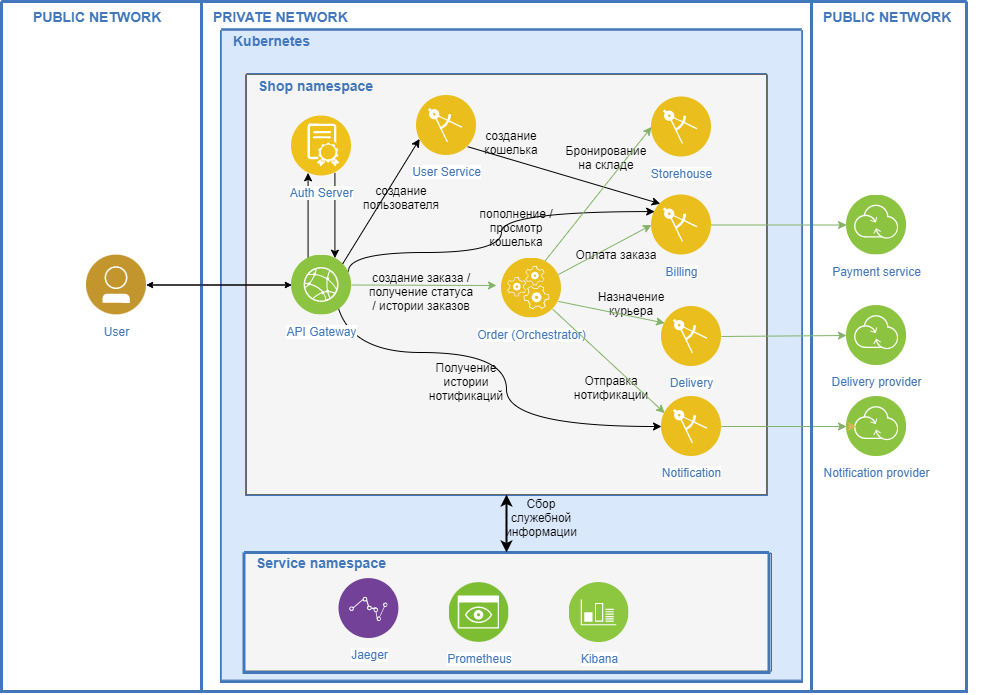 PUBLIC NETWORK
PRIVATE NETWORK
PUBLIC NETWORK
Kubernetes
Shop namespace
Auth Server
User Service
создание
кошелька
Бронирование
на складе
Storehouse
создание
пользователя
пополнение /
просмотр
кошелька
Оплата заказа
Billing
Payment service
User
API Gateway
создание заказа /
получение статуса
/ истории заказов
Order (Orchestrator)
Назначение
курьера
Delivery
Delivery provider
Получение
истории
нотификаций
Отправка
нотификации
Notification
Notification provider
Сбор
служебной
информации
Service namespace
Jaeger
Prometheus
Kibana